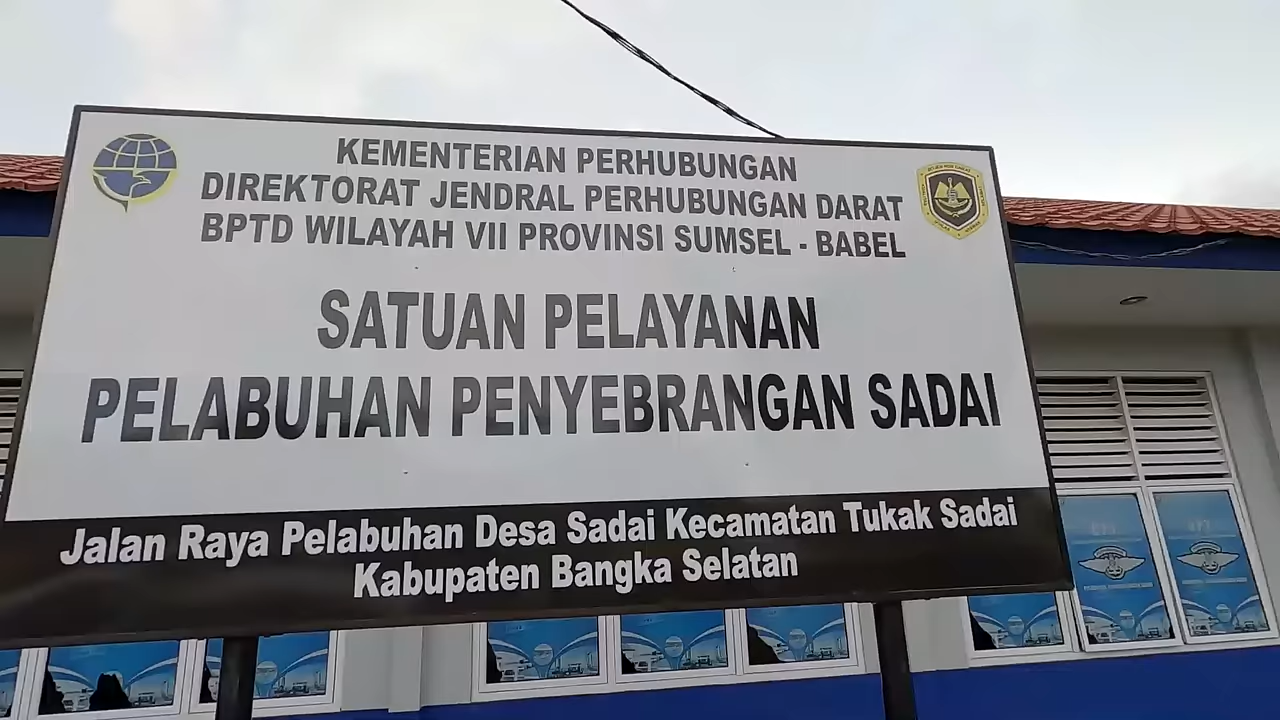 KEMENTERIAN PERHUBUNGAN
DIREKTORAT JENDRAL PERHUBUNGAN DARAT
BPTD WILAYAH VII PROVINSI SUMSEL - BABEL
SATUAN PELAYANAN
PELABUHAN PENYEBRANGAN SADAI
Jalan Raya Pelabuhan Desa Sadai Kecamatan Tukak Sadai
Kabupaten Bangka Selatan